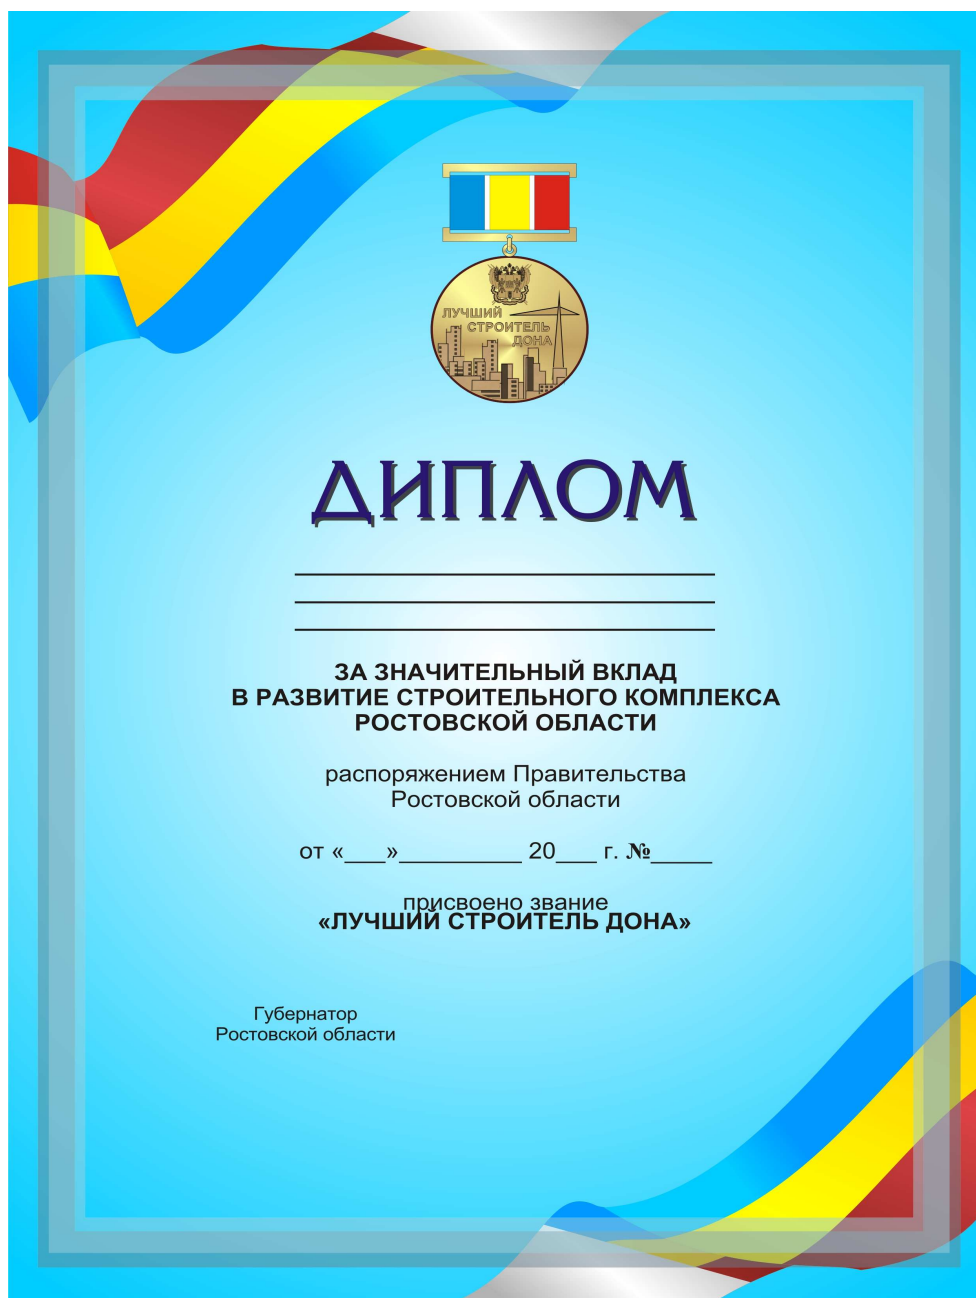 ЛУЧШИЙ
СТРОИТЕЛЬ
ДОНА
ДИПЛОМ
ЗА ЗНАЧИТЕЛЬНЫЙ ВКЛАД
В РАЗВИТИЕ СТРОИТЕЛЬНОГО КОМПЛЕКСА
РОСТОВСКОЙ ОБЛАСТИ
распоряжением Правительства
Ростовской области
от «___»_________ 20___ г. №_____
присвоено звание
«ЛУЧШИЙ СТРОИТЕЛЬ ДОНА»
Губернатор
Ростовской области